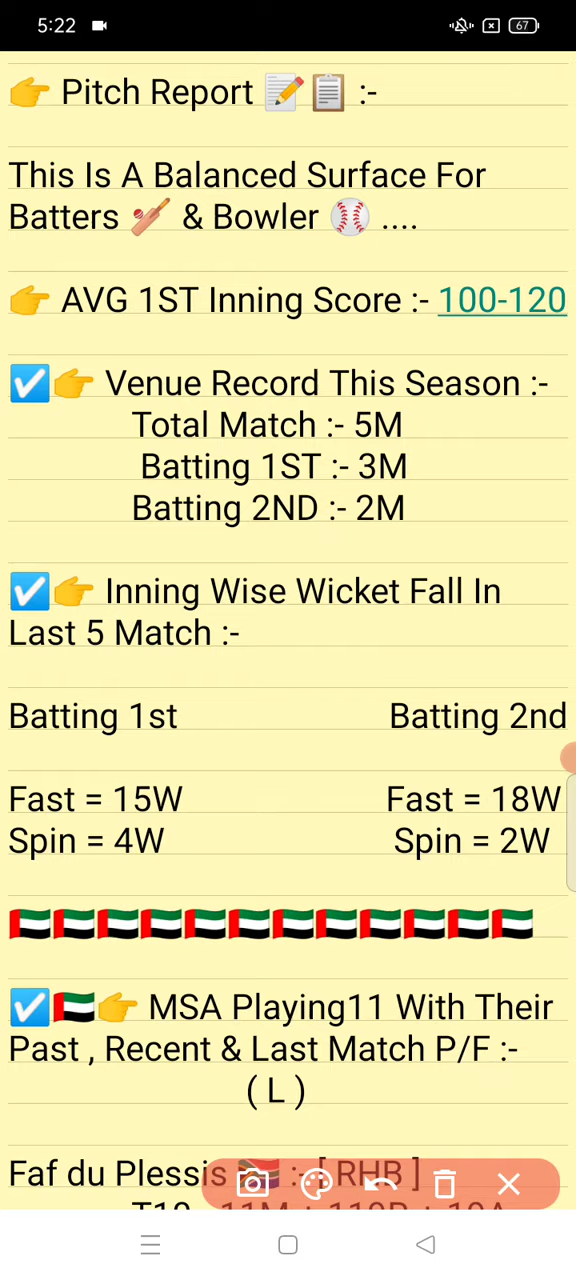 5:22
67
👉 Pitch Report 📝📋 :-
This Is A Balanced Surface For
Batters 🏏 & Bowler ⚾ ....
👉 AVG 1ST Inning Score :- 100-120
☑️👉 Venue Record This Season :-
Total Match :- 5M
Batting 1ST :- 3M
Batting 2ND :- 2M
☑️👉 Inning Wise Wicket Fall In
Last 5 Match :-
Batting 1st Batting 2nd
Fast = 15W Fast = 18W
Spin = 4W Spin = 2W
🇦🇪🇦🇪🇦🇪🇦🇪🇦🇪🇦🇪🇦🇪🇦🇪🇦🇪🇦🇪🇦🇪🇦🇪
☑️🇦🇪👉 MSA Playing11 With Their
Past , Recent & Last Match P/F :-
( L )
Faf du Plessis 🇿🇦 :- [ RHB ]